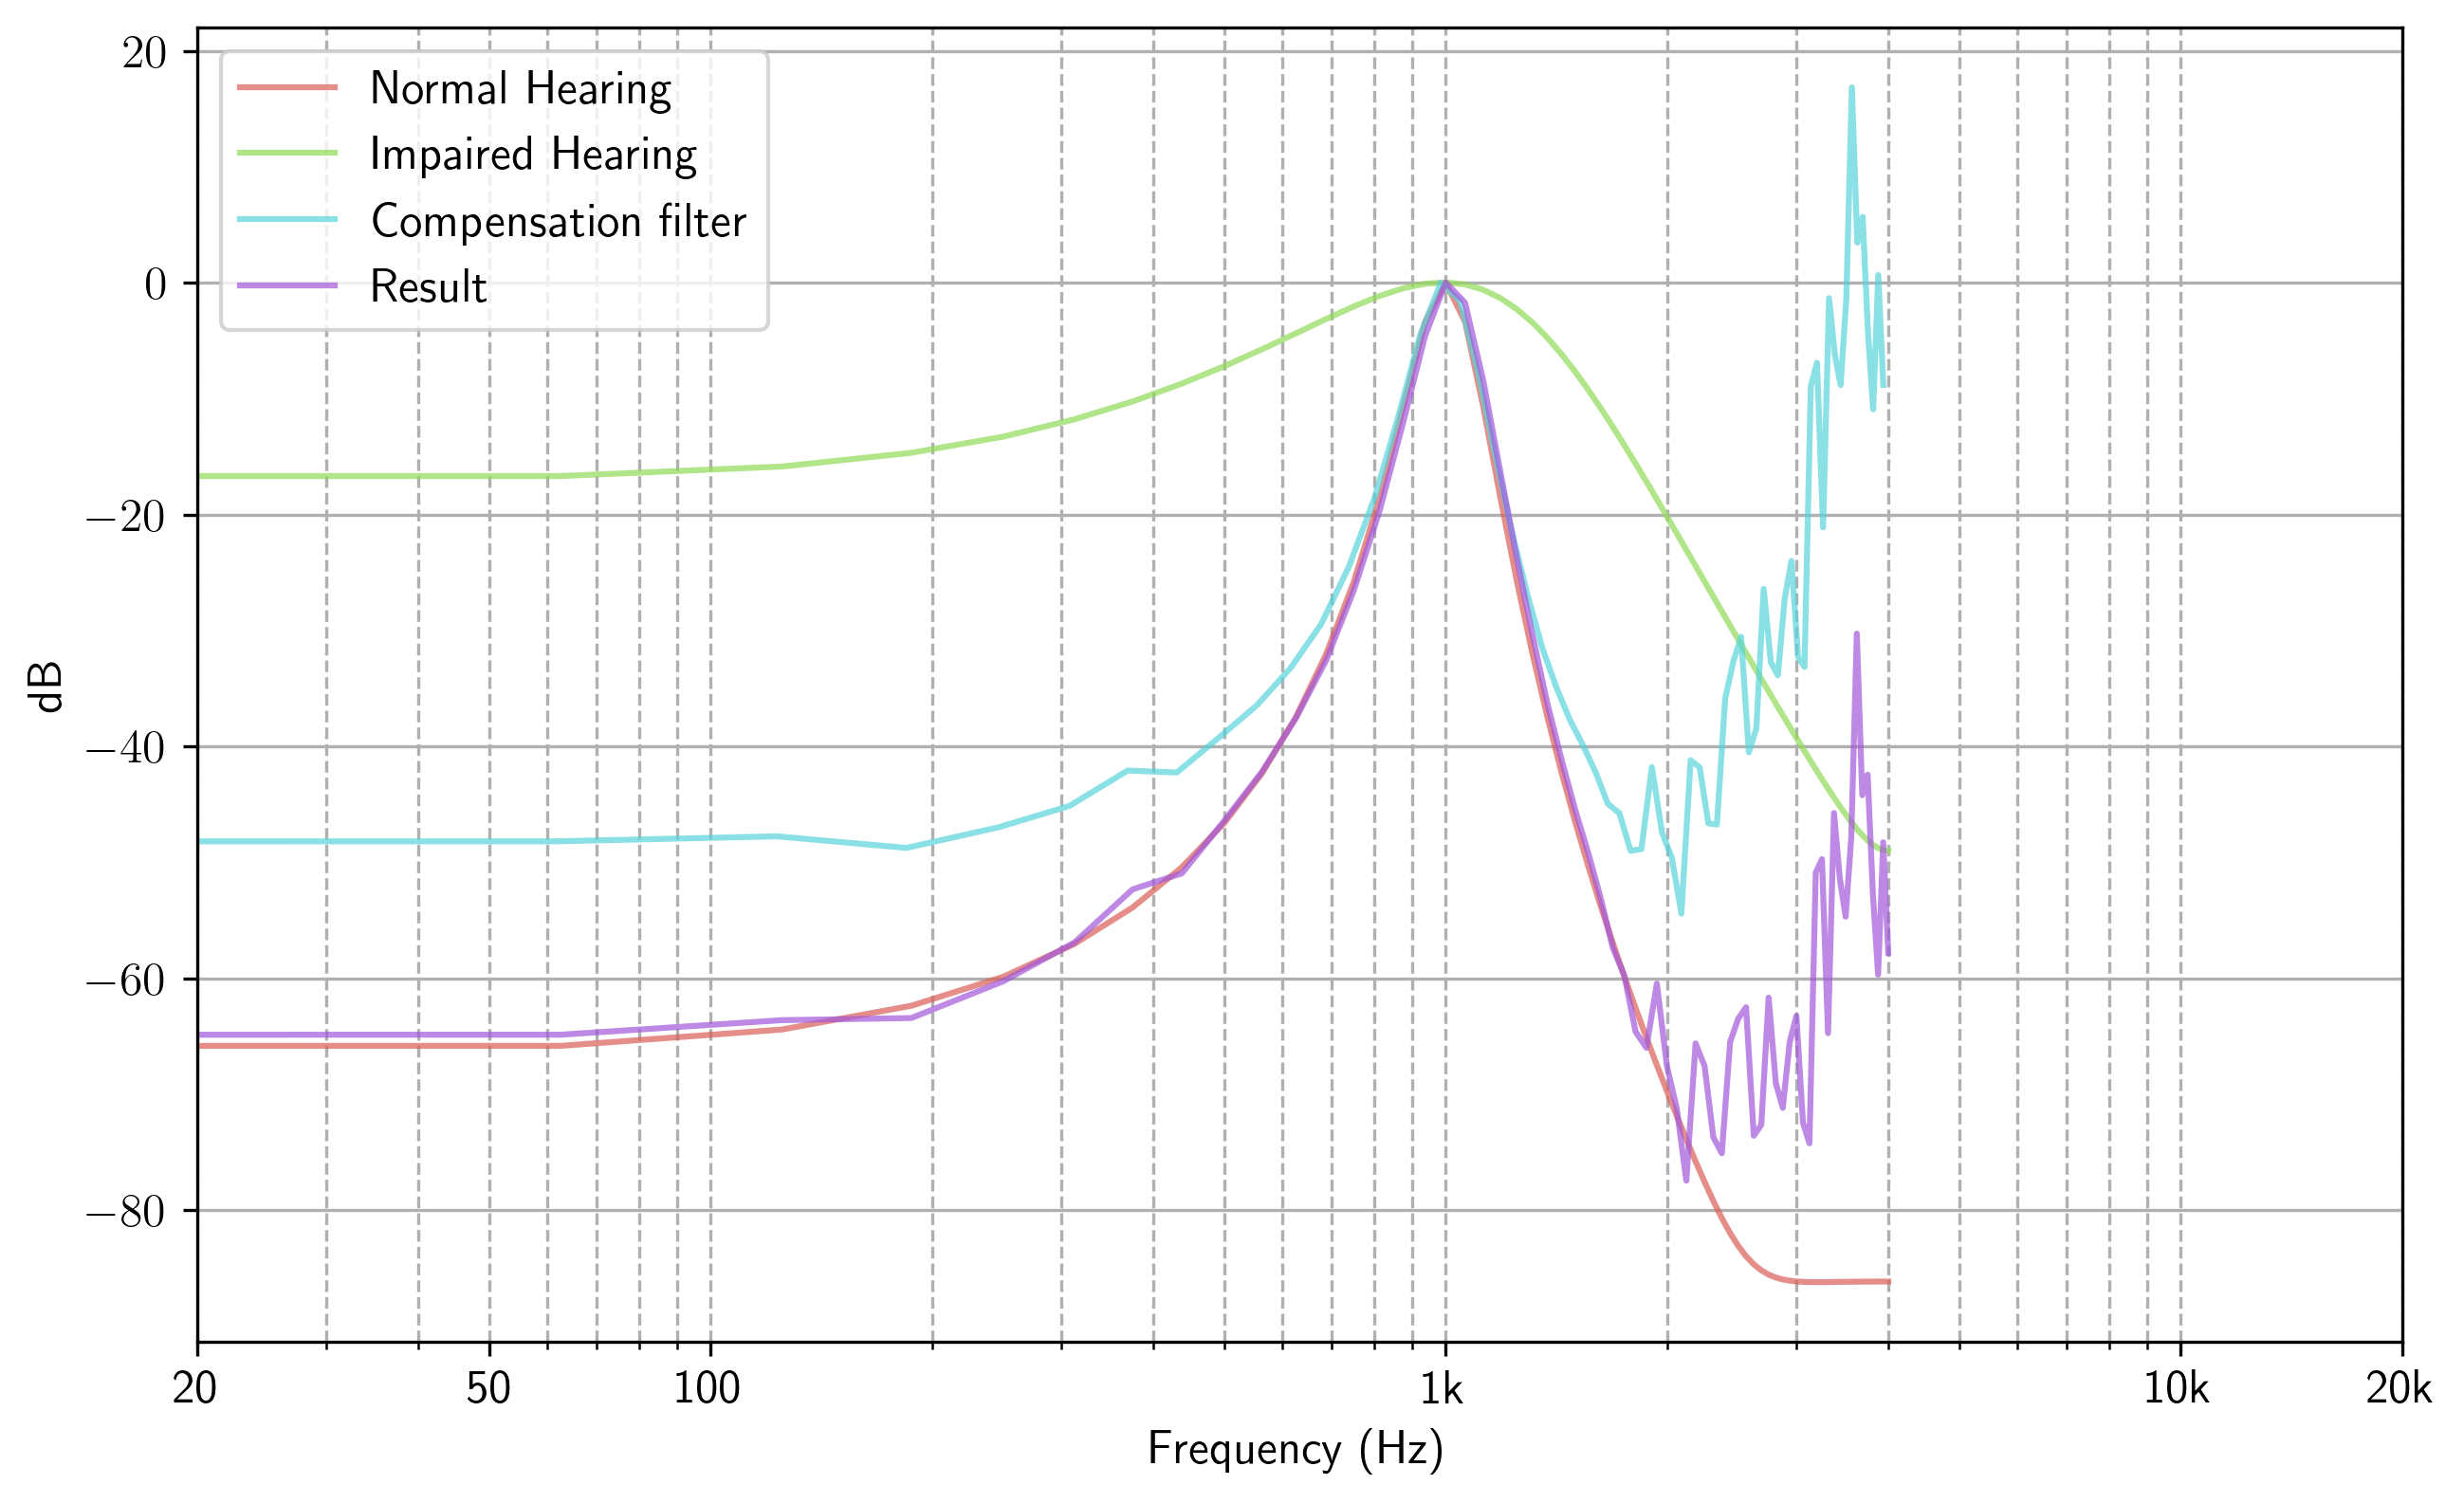 Normal Hearing
Impaired Hearing
Compensation filter
Result
20
0
−20
−40
−60
−80
dB
20 50 100 1k 10k 20k
Frequency (Hz)